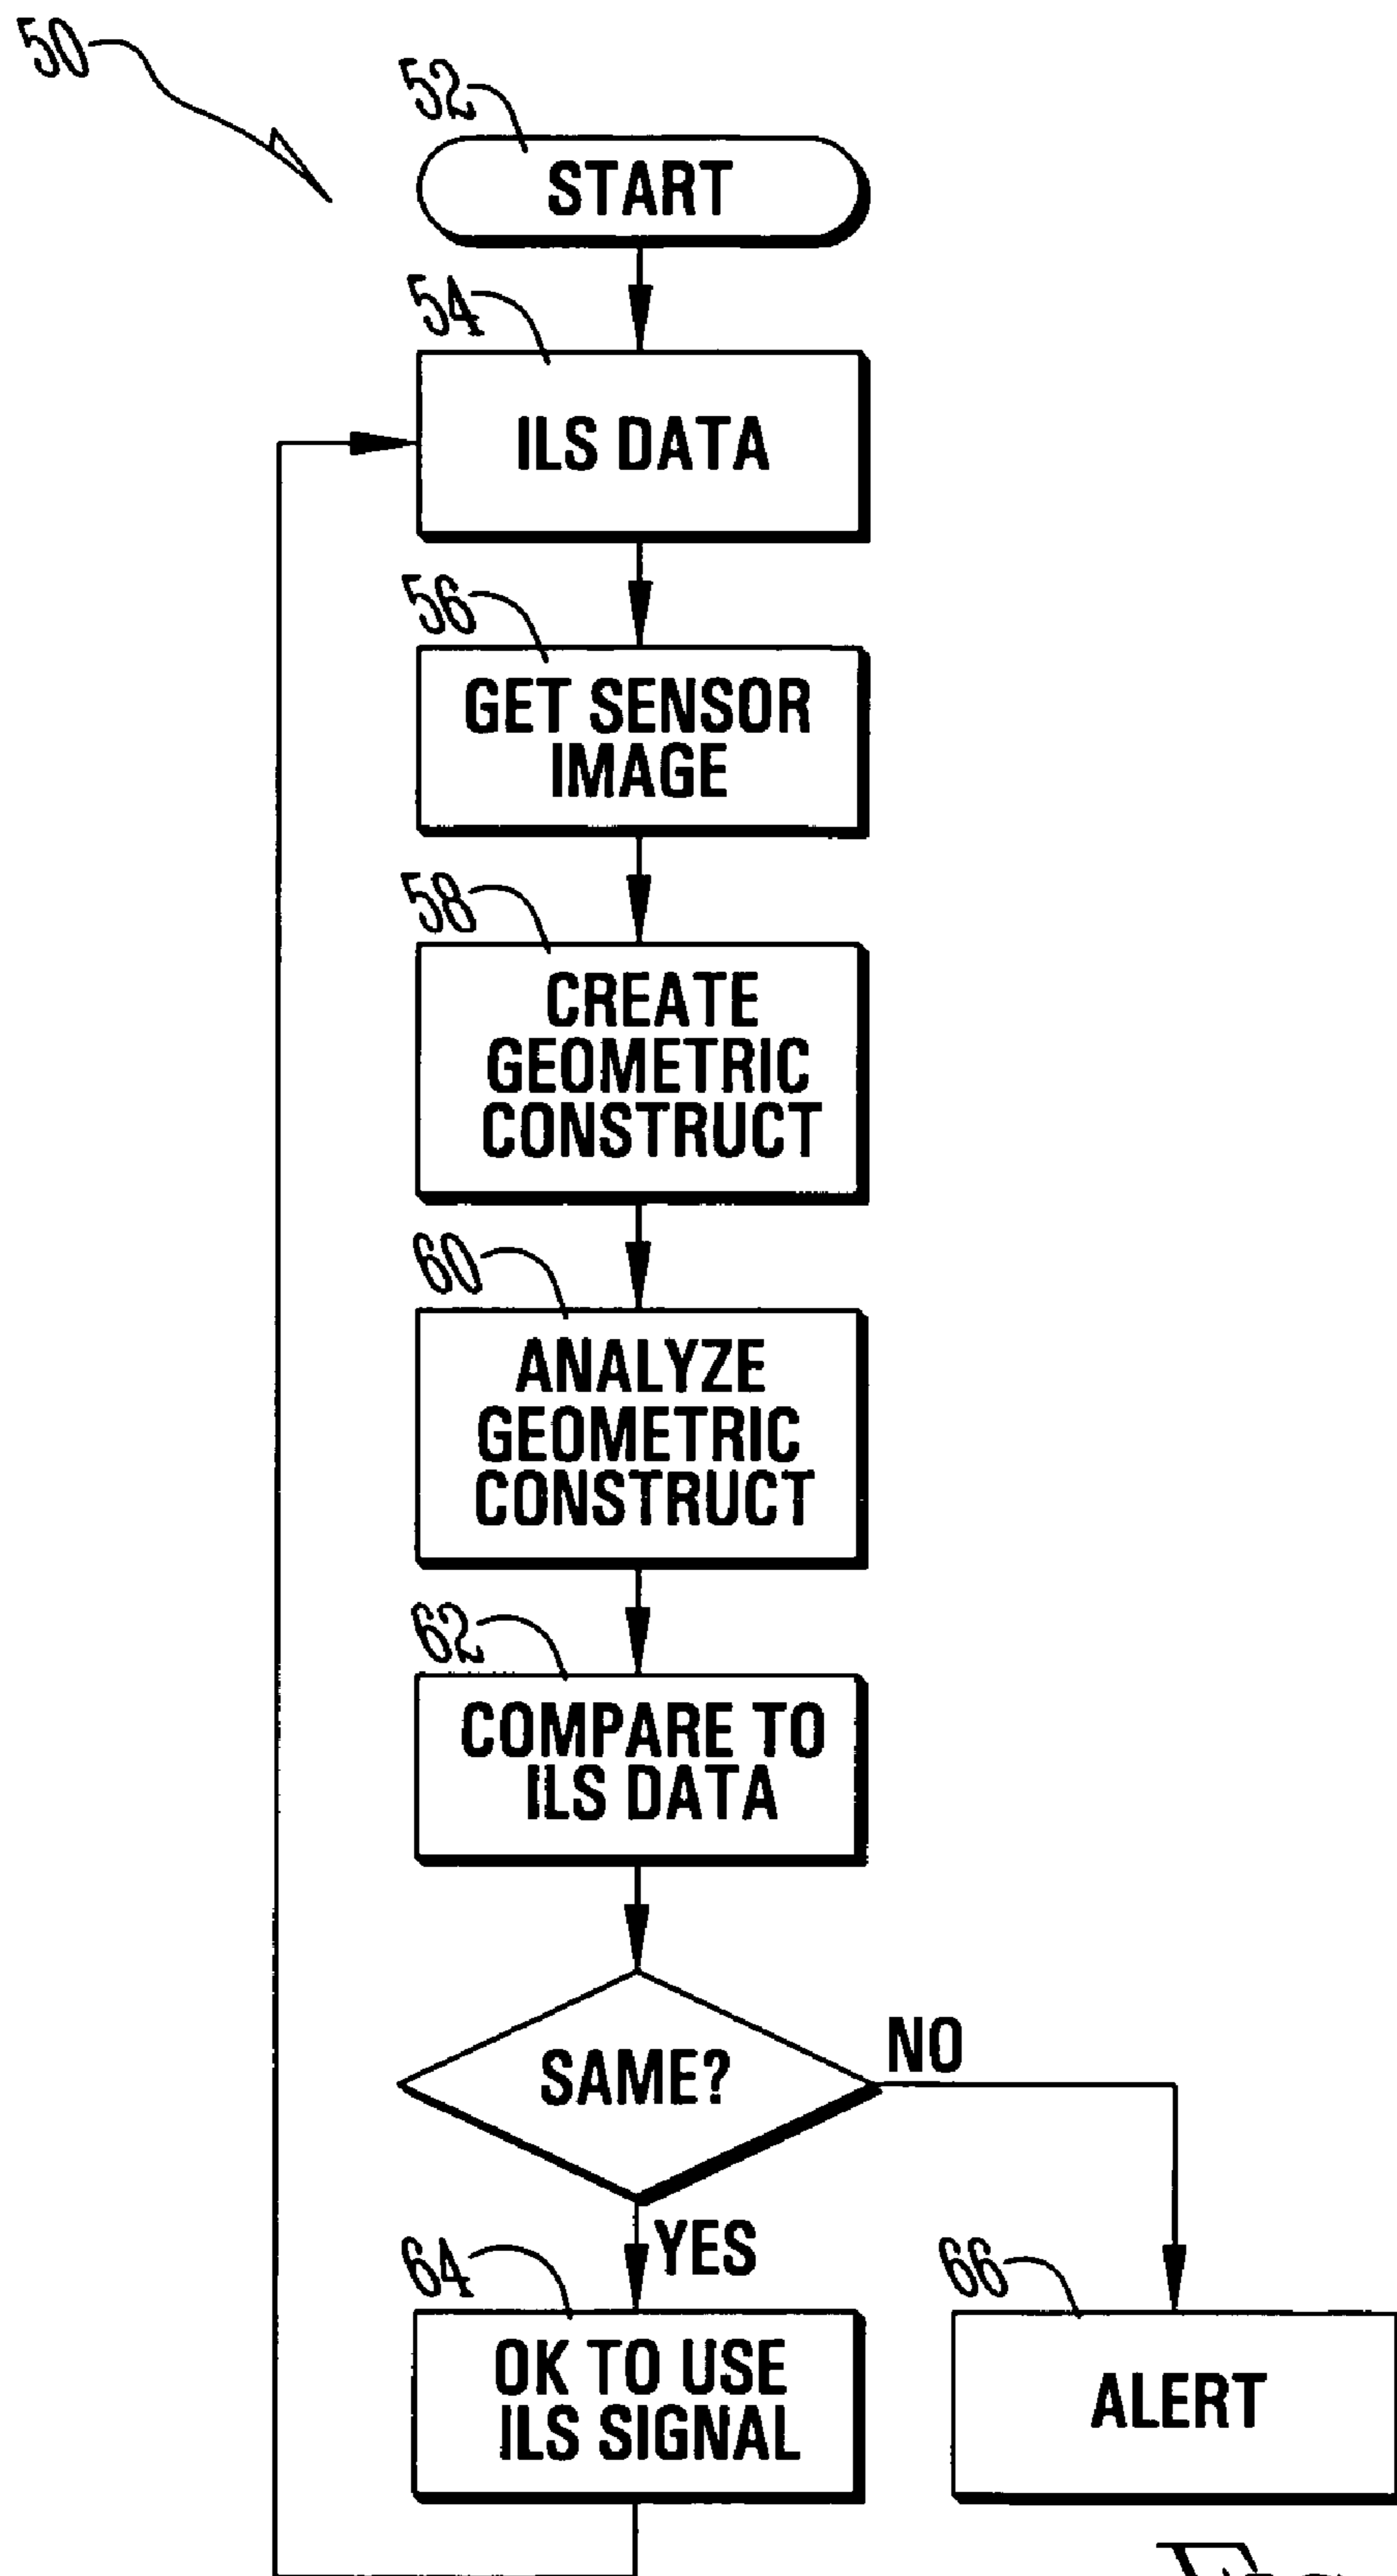 50
52
START
54
ILS DATA
56
GET SENSOR
IMAGE
58
CREATE
GEOMETRIC
CONSTRUCT
60
ANALYZE
GEOMETRIC
CONSTRUCT
62
COMPARE TO
ILS DATA
SAME?
NO
YES
64
OK TO USE
ILS SIGNAL
66
ALERT